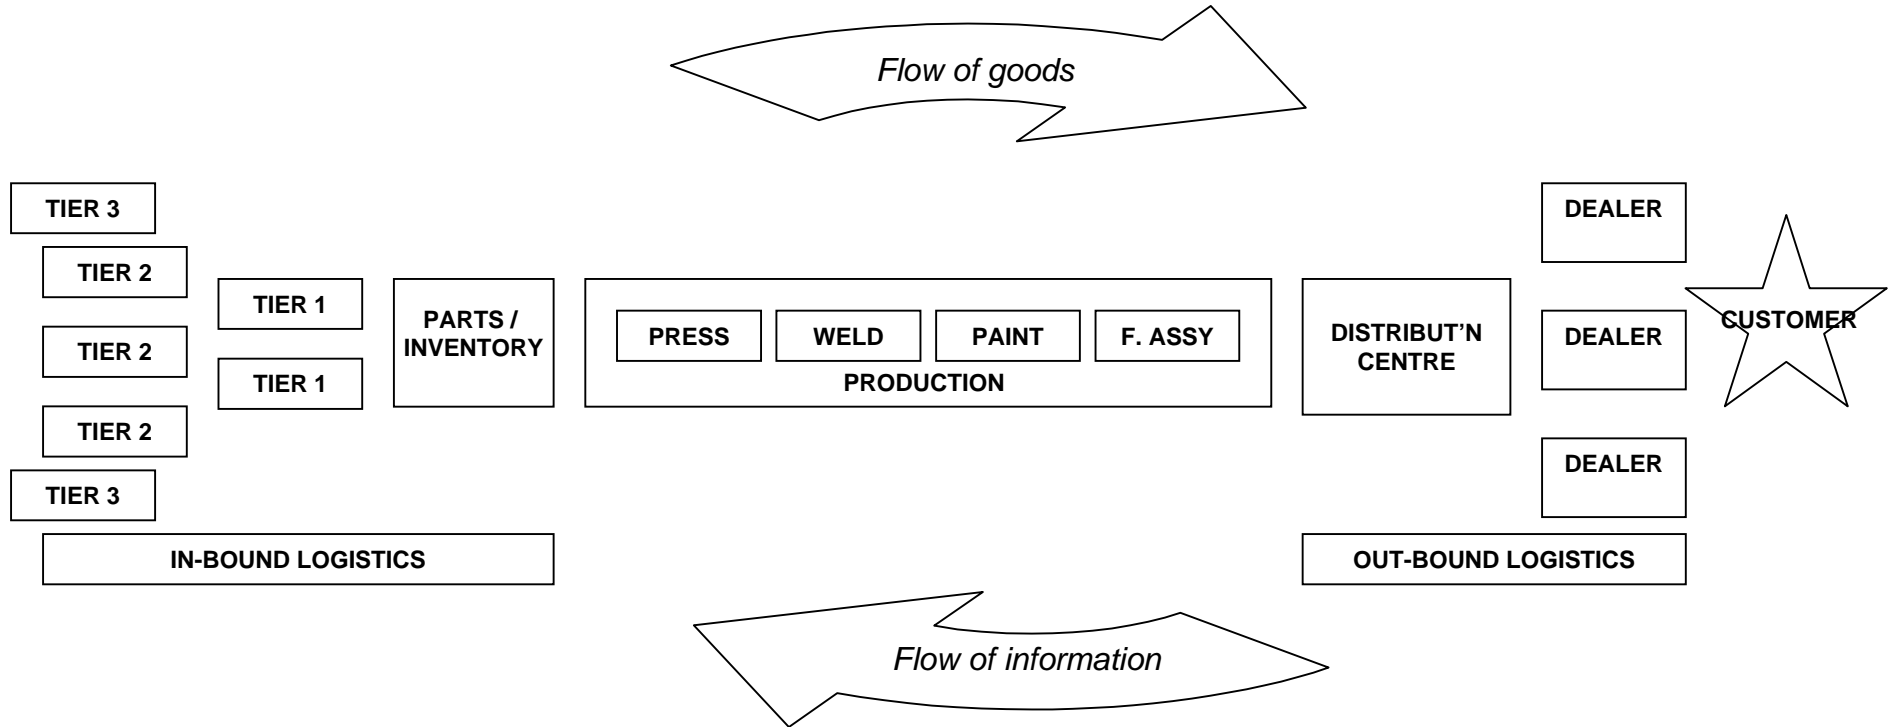 Flow of goods
TIER 3
TIER 2
TIER 2
TIER 2
TIER 3
TIER 1
TIER 1
PARTS /
INVENTORY
PRESS
WELD
PAINT
F. ASSY
PRODUCTION
DISTRIBUT'N
CENTRE
DEALER
DEALER
DEALER
CUSTOMER
IN-BOUND LOGISTICS
OUT-BOUND LOGISTICS
Flow of information